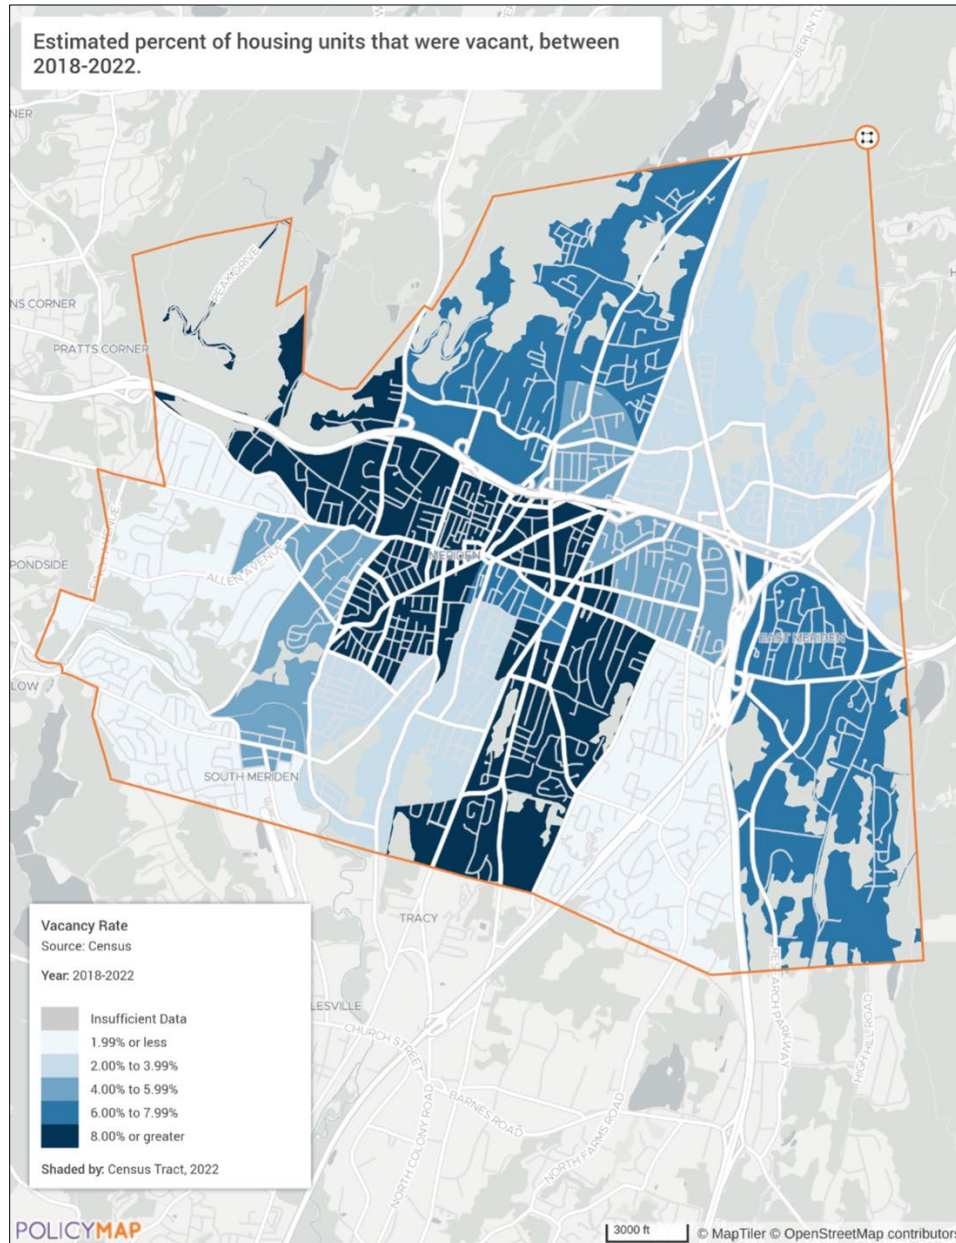 Estimated percent of housing units that were vacant, between
2018-2022.
BERLIN TU
NER
PEAK DRIVE
NS CORNER
PRATTS CORNER
PONDSIDE
ALLEN AVENUE
MERIDEN
EAST MERIDEN
LOW
SOUTH MERIDEN
TRACY
LESVILLE
CHURCH STREET
BARNES ROAD
NORTH COLONY ROAD
NORTH FARMS ROAD
RESEARCH PARKWAY
HIGH HILL ROAD
Vacancy Rate
Source: Census
Year: 2018-2022
Insufficient Data
1.99% or less
2.00% to 3.99%
4.00% to 5.99%
6.00% to 7.99%
8.00% or greater
Shaded by: Census Tract, 2022
POLICYMAP
3000 ft
© MapTiler © OpenStreetMap contributors